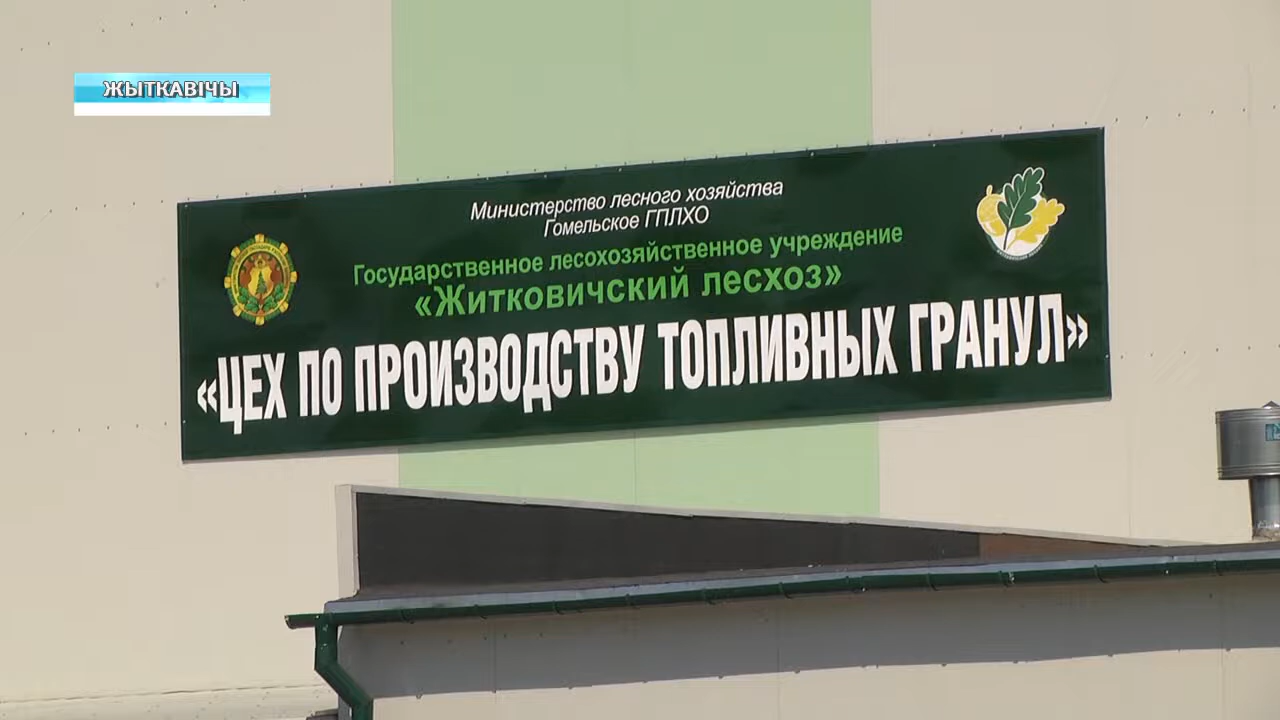 ЖЫТКАВІЧЫ
Министерство лесного хозяйства
Гомельское ГПЛХО
Государственное лесохозяйственное учреждение
«Житковичский лесхоз»
«ЦЕХ ПО ПРОИЗВОДСТВУ ТОПЛИВНЫХ ГРАНУЛ»